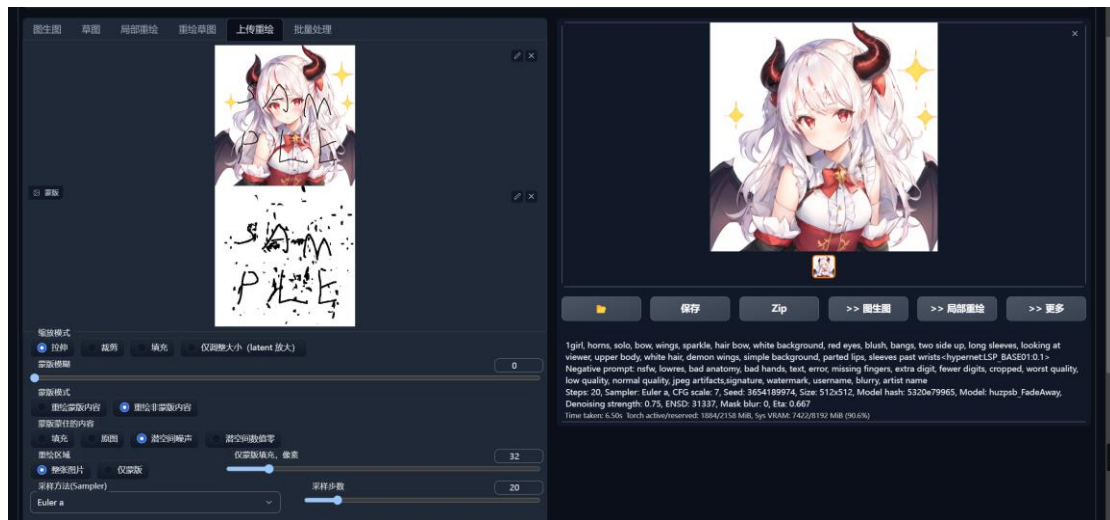 图生图 草图 局部重绘 重绘草图 上传重绘 批量处理
SAM
PLE
蒙版
SAM
PLE
缩放模式
拉伸 裁剪 填充 仅调整大小 (latent 放大)
蒙版模糊 0
蒙版模式
重绘蒙版内容 重绘非蒙版内容
蒙版蒙住的内容
填充 原图 潜空间噪声 潜空间数值零
重绘区域 仅蒙版填充，像素 32
整张图片 仅蒙版
采样方法(Sampler) 采样步数 20
Euler a
保存 Zip >> 图生图 >> 局部重绘 >> 更多
1girl, horns, solo, bow, wings, sparkle, hair bow, white background, red eyes, blush, bangs, two side up, long sleeves, looking at
viewer, upper body, white hair, demon wings, simple background, parted lips, sleeves past wrists<hypernet:LSP_BASE01:0.1>
Negative prompt: nsfw, lowres, bad anatomy, bad hands, text, error, missing fingers, extra digit, fewer digits, cropped, worst quality,
low quality, normal quality, jpeg artifacts,signature, watermark, username, blurry, artist name
Steps: 20, Sampler: Euler a, CFG scale: 7, Seed: 3654189974, Size: 512x512, Model hash: 5320e79965, Model: huzpsb_FadeAway,
Denoising strength: 0.75, ENSD: 31337, Mask blur: 0, Eta: 0.667
Time taken: 6.50s Torch active/reserved: 1884/2158 MiB, Sys VRAM: 7422/8192 MiB (90.6%)